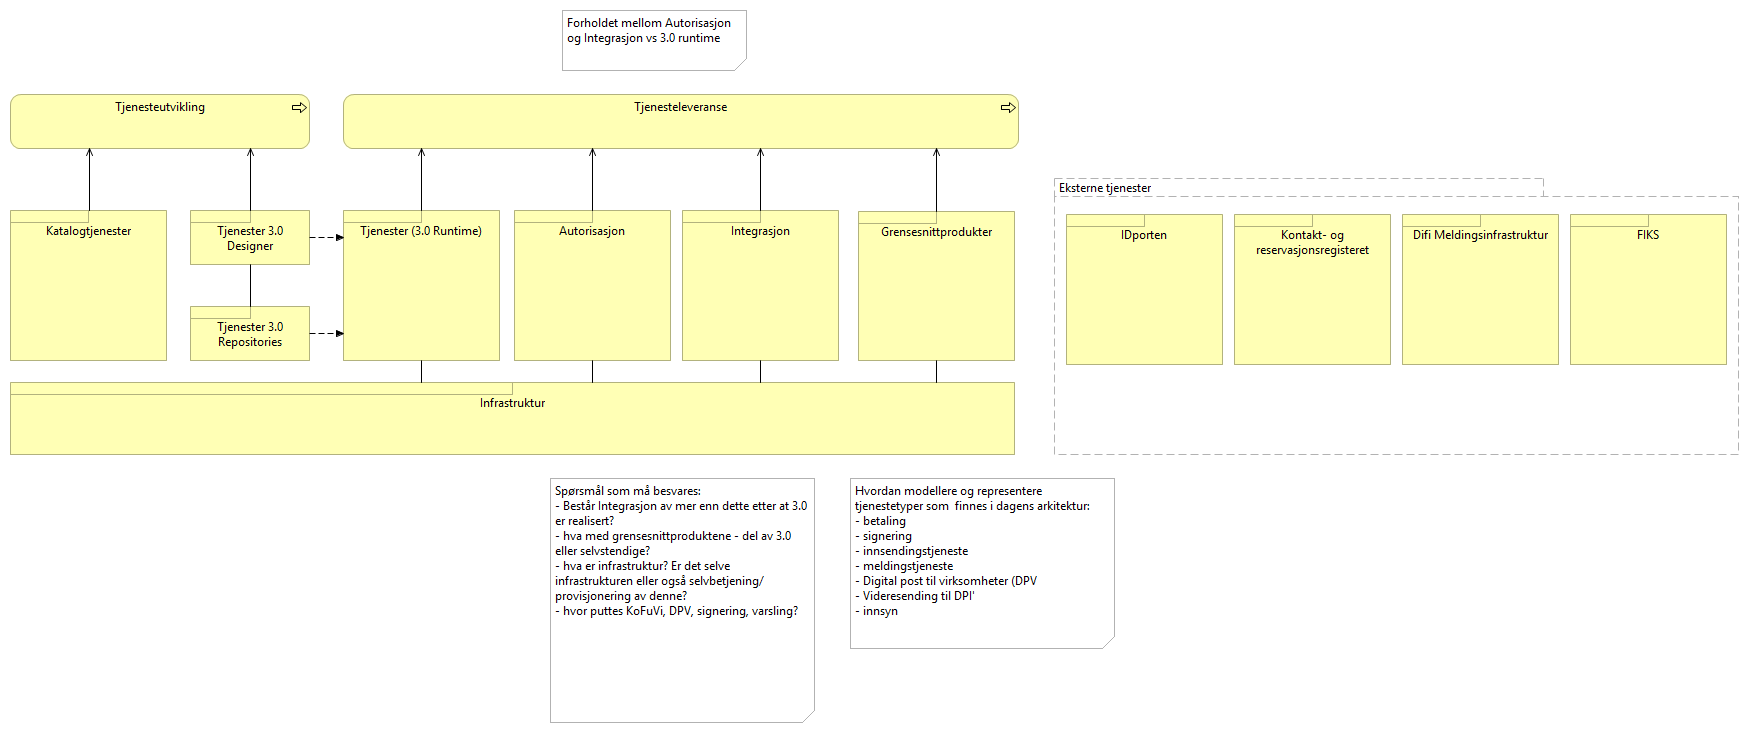 Forholdet mellom Autorisasjon
og Integrasjon vs 3.0 runtime
Tjenesteutvikling
Tjenesteleveranse
Eksterne tjenester
Katalogtjenester
Tjenester 3.0
Designer
Tjenester (3.0 Runtime)
Autorisasjon
Integrasjon
Grensesnittprodukter
IDporten
Kontakt- og
reservasjonsregisteret
Difi Meldingsinfrastruktur
FIKS
Tjenester 3.0
Repositories
Infrastruktur
Spørsmål som må besvares:
- Består Integrasjon av mer enn dette etter at 3.0
er realisert?
- hva med grensesnittproduktene - del av 3.0
eller selvstendige?
- hva er infrastruktur? Er det selve
infrastrukturen eller også selvbetjening/
provisjonering av denne?
- hvor puttes KoFuVi, DPV, signering, varsling?
Hvordan modellere og representere
tjenestetyper som  finnes i dagens arkitektur:
- betaling
- signering
- innsendingstjeneste
- meldingstjeneste
- Digital post til virksomheter (DPV
- Videresending til DPI'
- innsyn